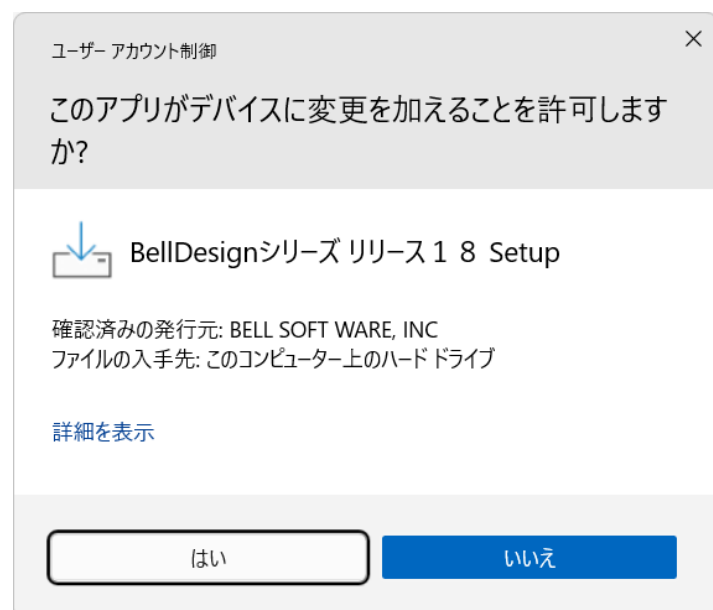 ユーザー アカウント制御
このアプリがデバイスに変更を加えることを許可します
か?
BellDesignシリーズ リリース１８ Setup
確認済みの発行元: BELL SOFT WARE, INC
ファイルの入手先: このコンピューター上のハード ドライブ
詳細を表示
はい
いいえ